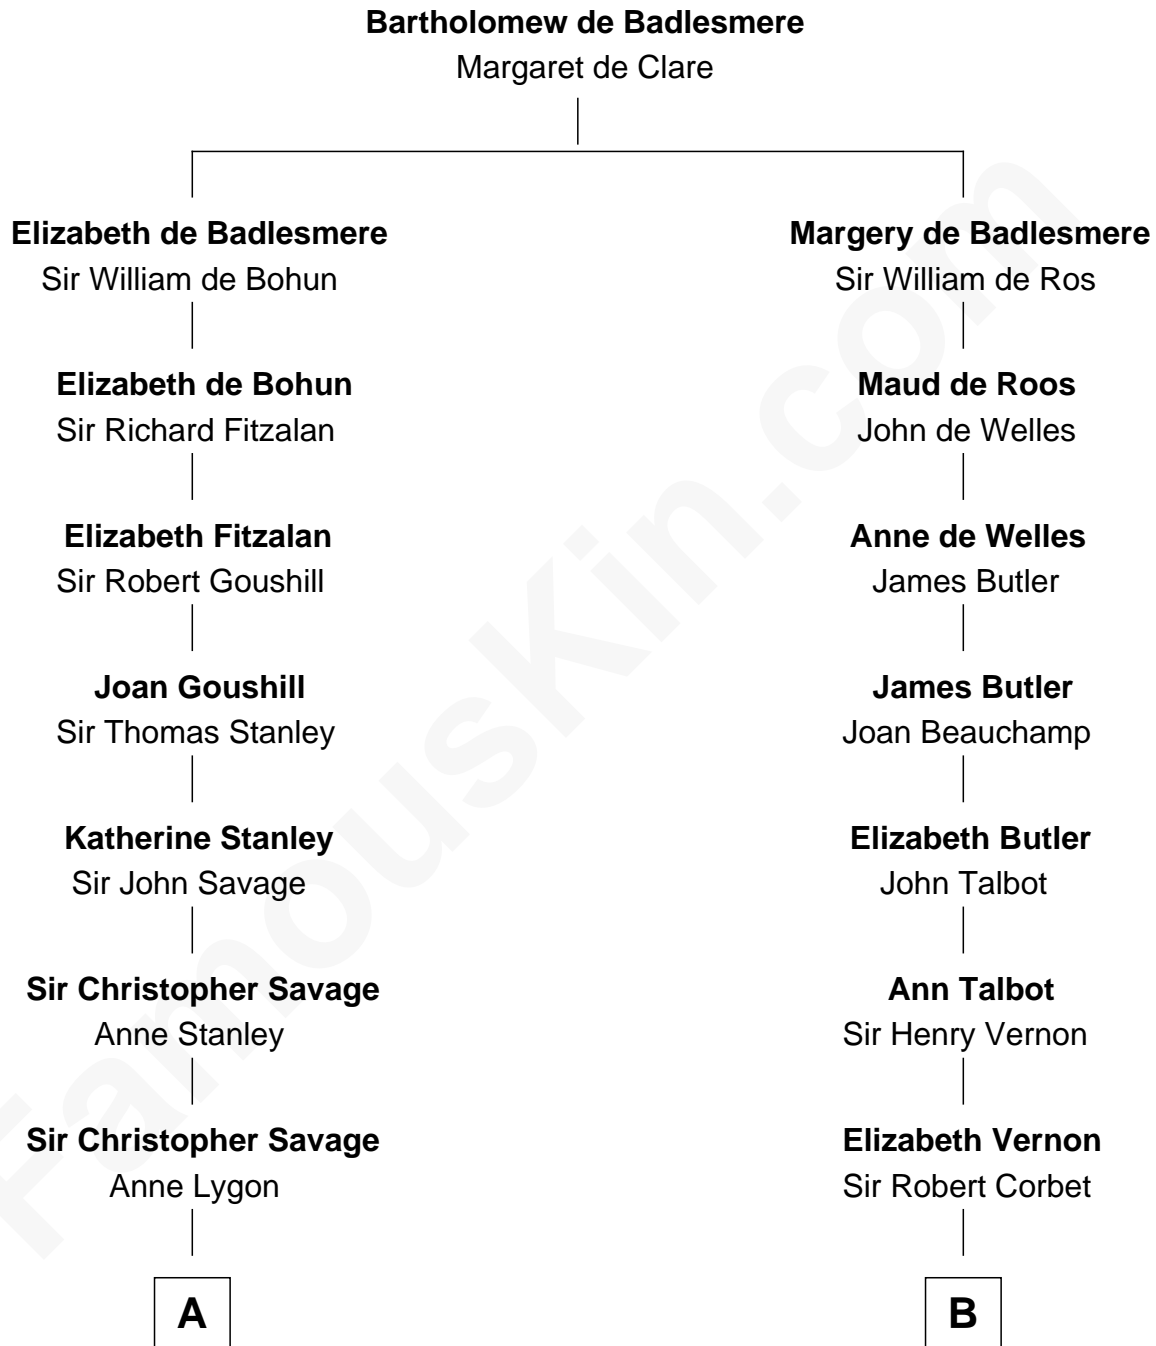 Bartholomew de Badlesmere
Margaret de Clare
Elizabeth de Badlesmere
Sir William de Bohun
Margery de Badlesmere
Sir William de Ros
Elizabeth de Bohun
Sir Richard Fitzalan
Maud de Roos
John de Welles
Elizabeth Fitzalan
Sir Robert Goushill
Anne de Welles
James Butler
Joan Goushill
Sir Thomas Stanley
James Butler
Joan Beauchamp
Katherine Stanley
Sir John Savage
Elizabeth Butler
John Talbot
Sir Christopher Savage
Anne Stanley
Ann Talbot
Sir Henry Vernon
Sir Christopher Savage
Anne Lygon
Elizabeth Vernon
Sir Robert Corbet
A
B
FamousKin.com